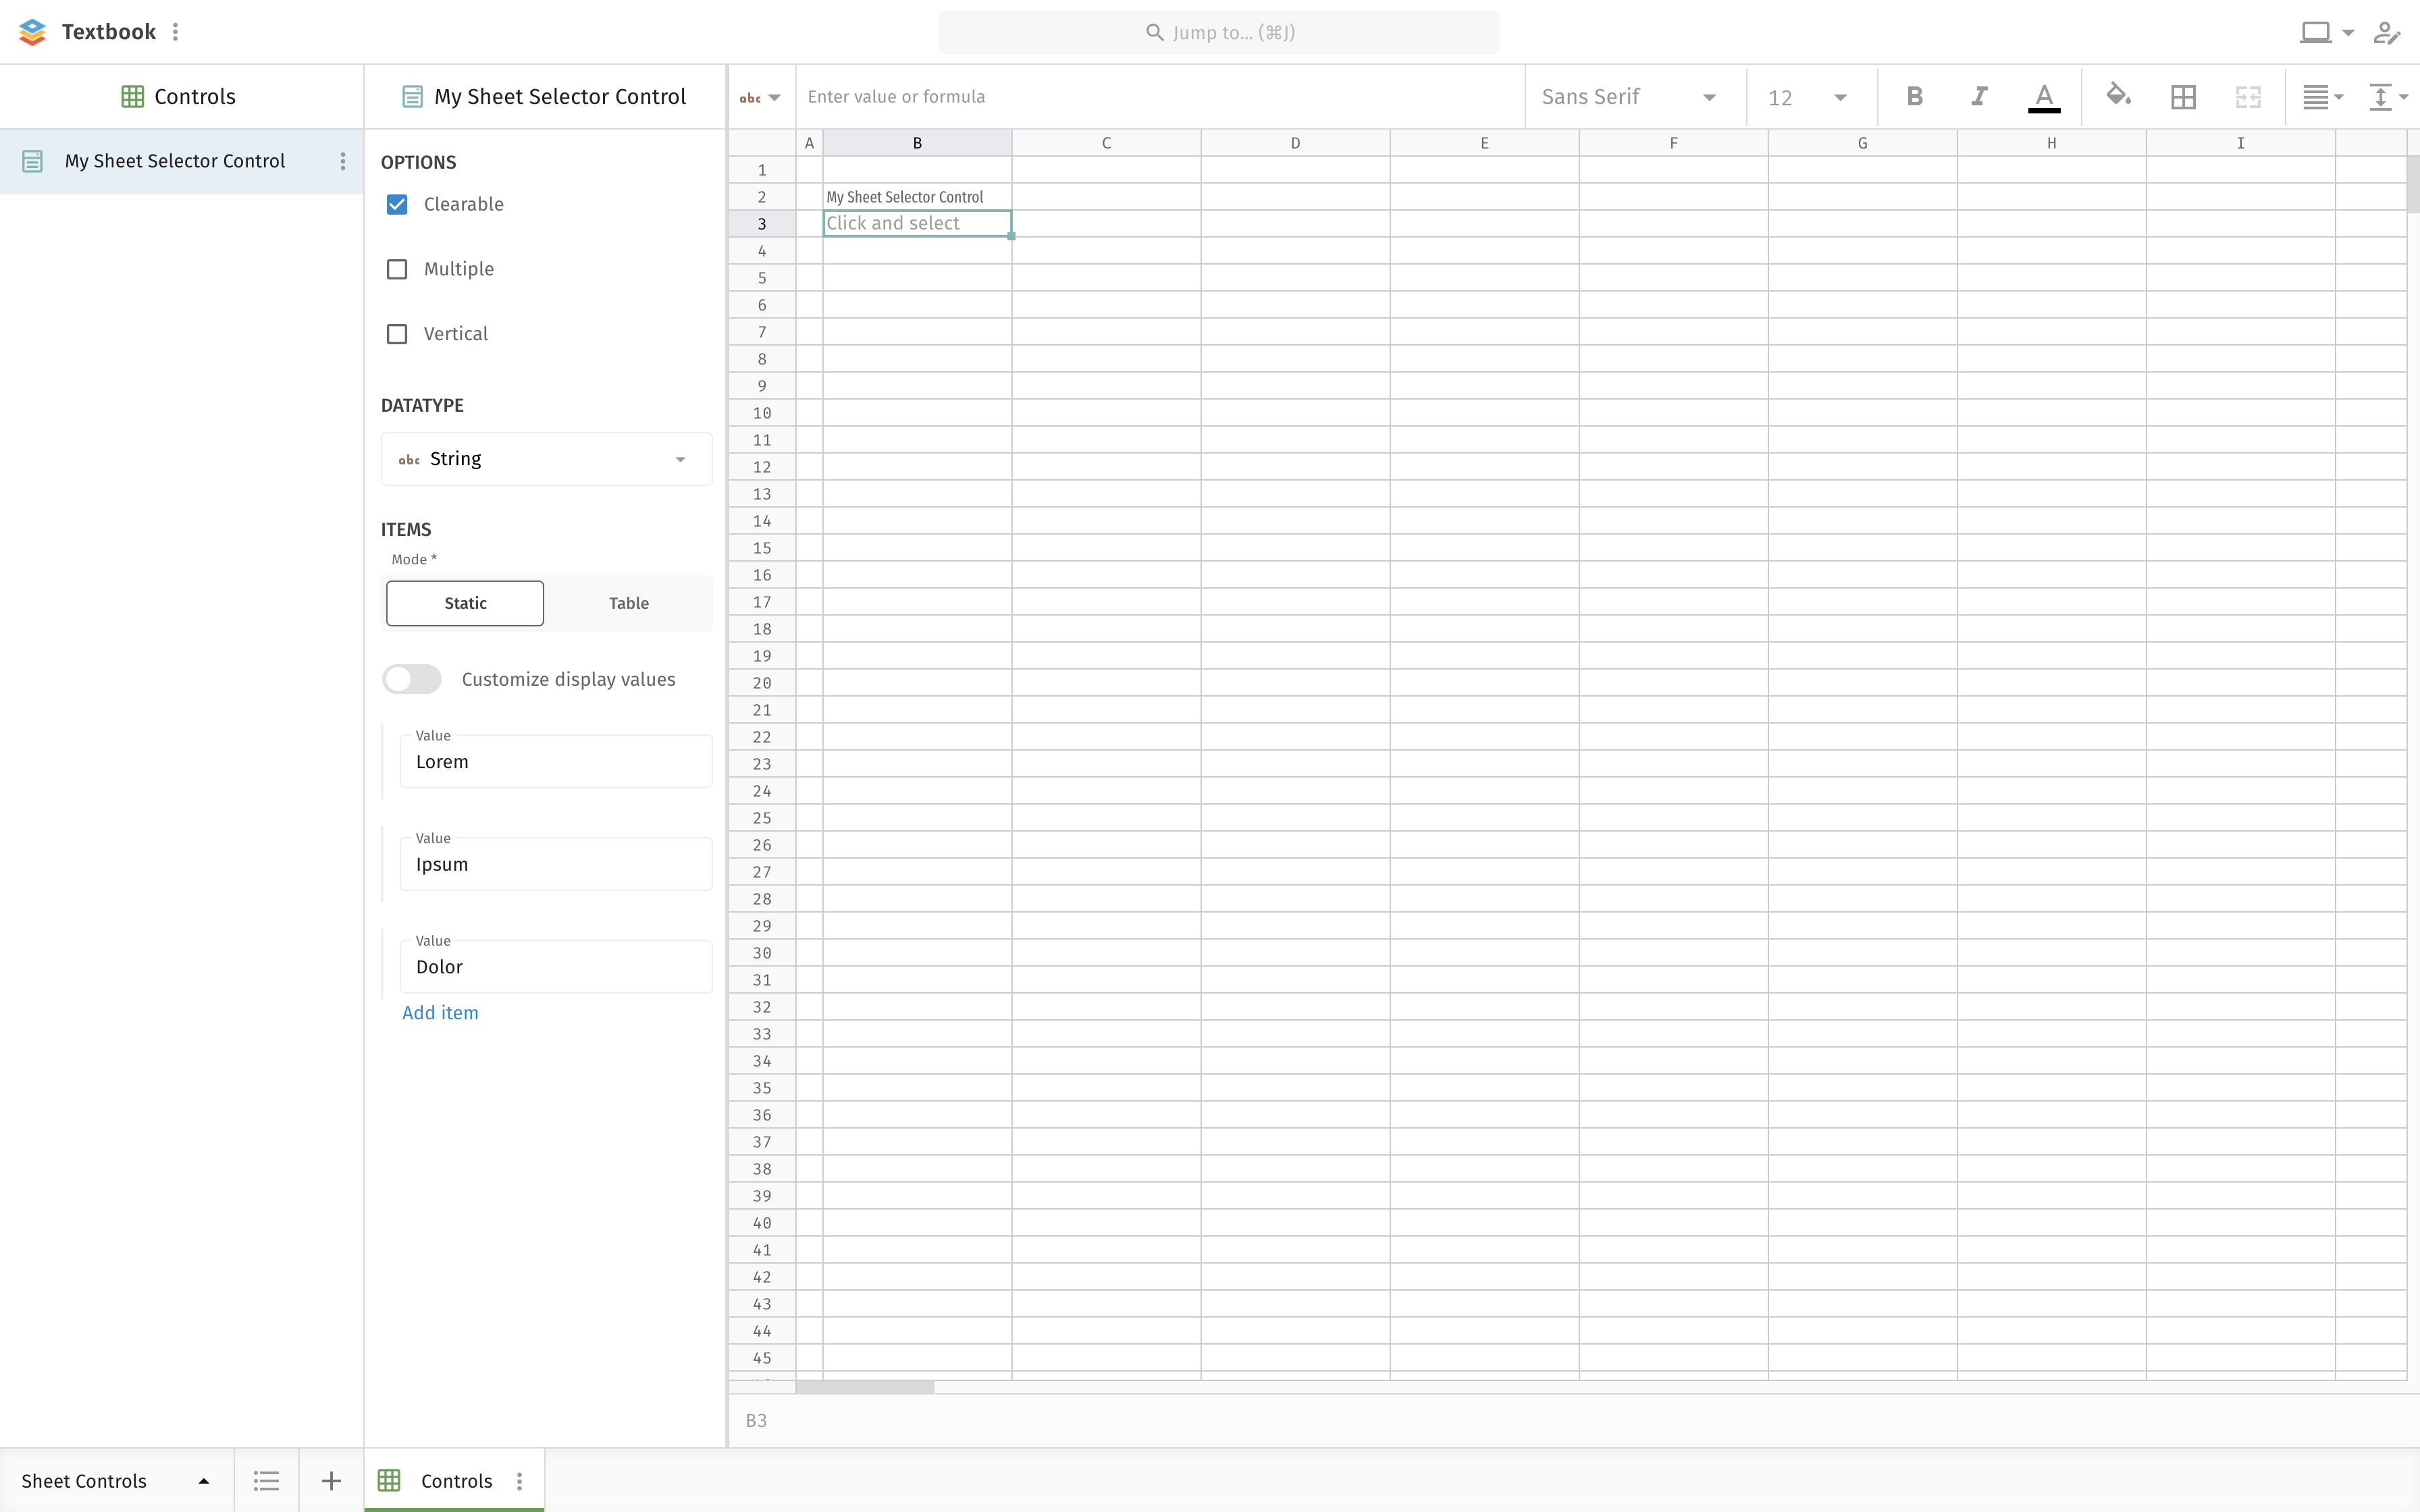 Textbook
Jump to... (⌘J)
Controls
My Sheet Selector Control
abc
Enter value or formula
Sans Serif
12
B
I
A
My Sheet Selector Control
OPTIONS
Clearable
Multiple
Vertical
DATATYPE
abc String
ITEMS
Mode *
Static
Table
Customize display values
Value
Lorem
Value
Ipsum
Value
Dolor
Add item
A B C D E F G H I
1
2 My Sheet Selector Control
3 Click and select
4
5
6
7
8
9
10
11
12
13
14
15
16
17
18
19
20
21
22
23
24
25
26
27
28
29
30
31
32
33
34
35
36
37
38
39
40
41
42
43
44
45
B3
Sheet Controls
Controls